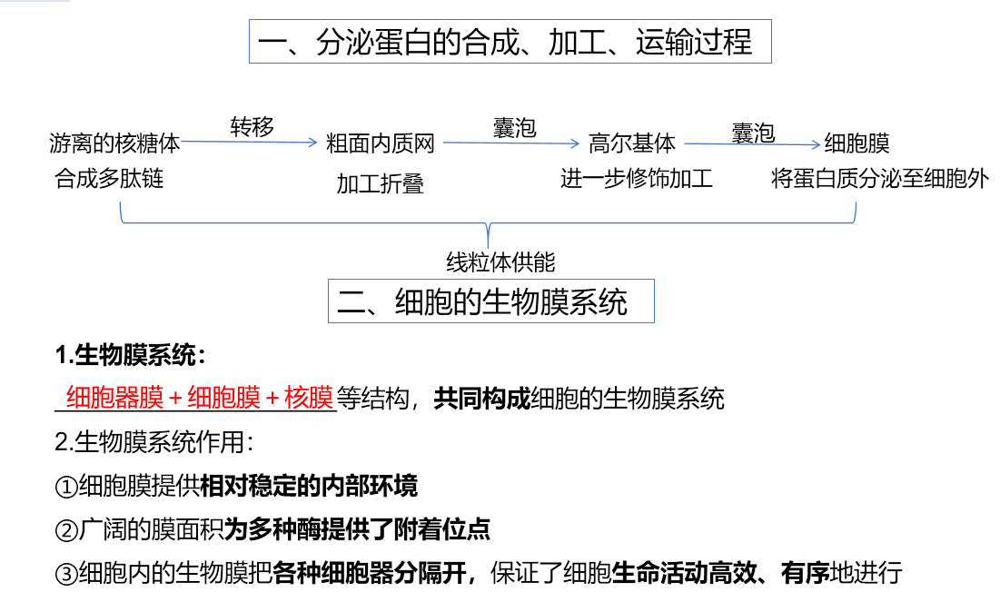 一、分泌蛋白的合成、加工、运输过程
转移
囊泡
囊泡
游离的核糖体
粗面内质网
高尔基体
细胞膜
合成多肽链
加工折叠
进一步修饰加工
将蛋白质分泌至细胞外
线粒体供能
二、细胞的生物膜系统
1.生物膜系统：
细胞器膜＋细胞膜＋核膜等结构，共同构成细胞的生物膜系统
2.生物膜系统作用：
①细胞膜提供相对稳定的内部环境
②广阔的膜面积为多种酶提供了附着位点
③细胞内的生物膜把各种细胞器分隔开，保证了细胞生命活动高效、有序地进行